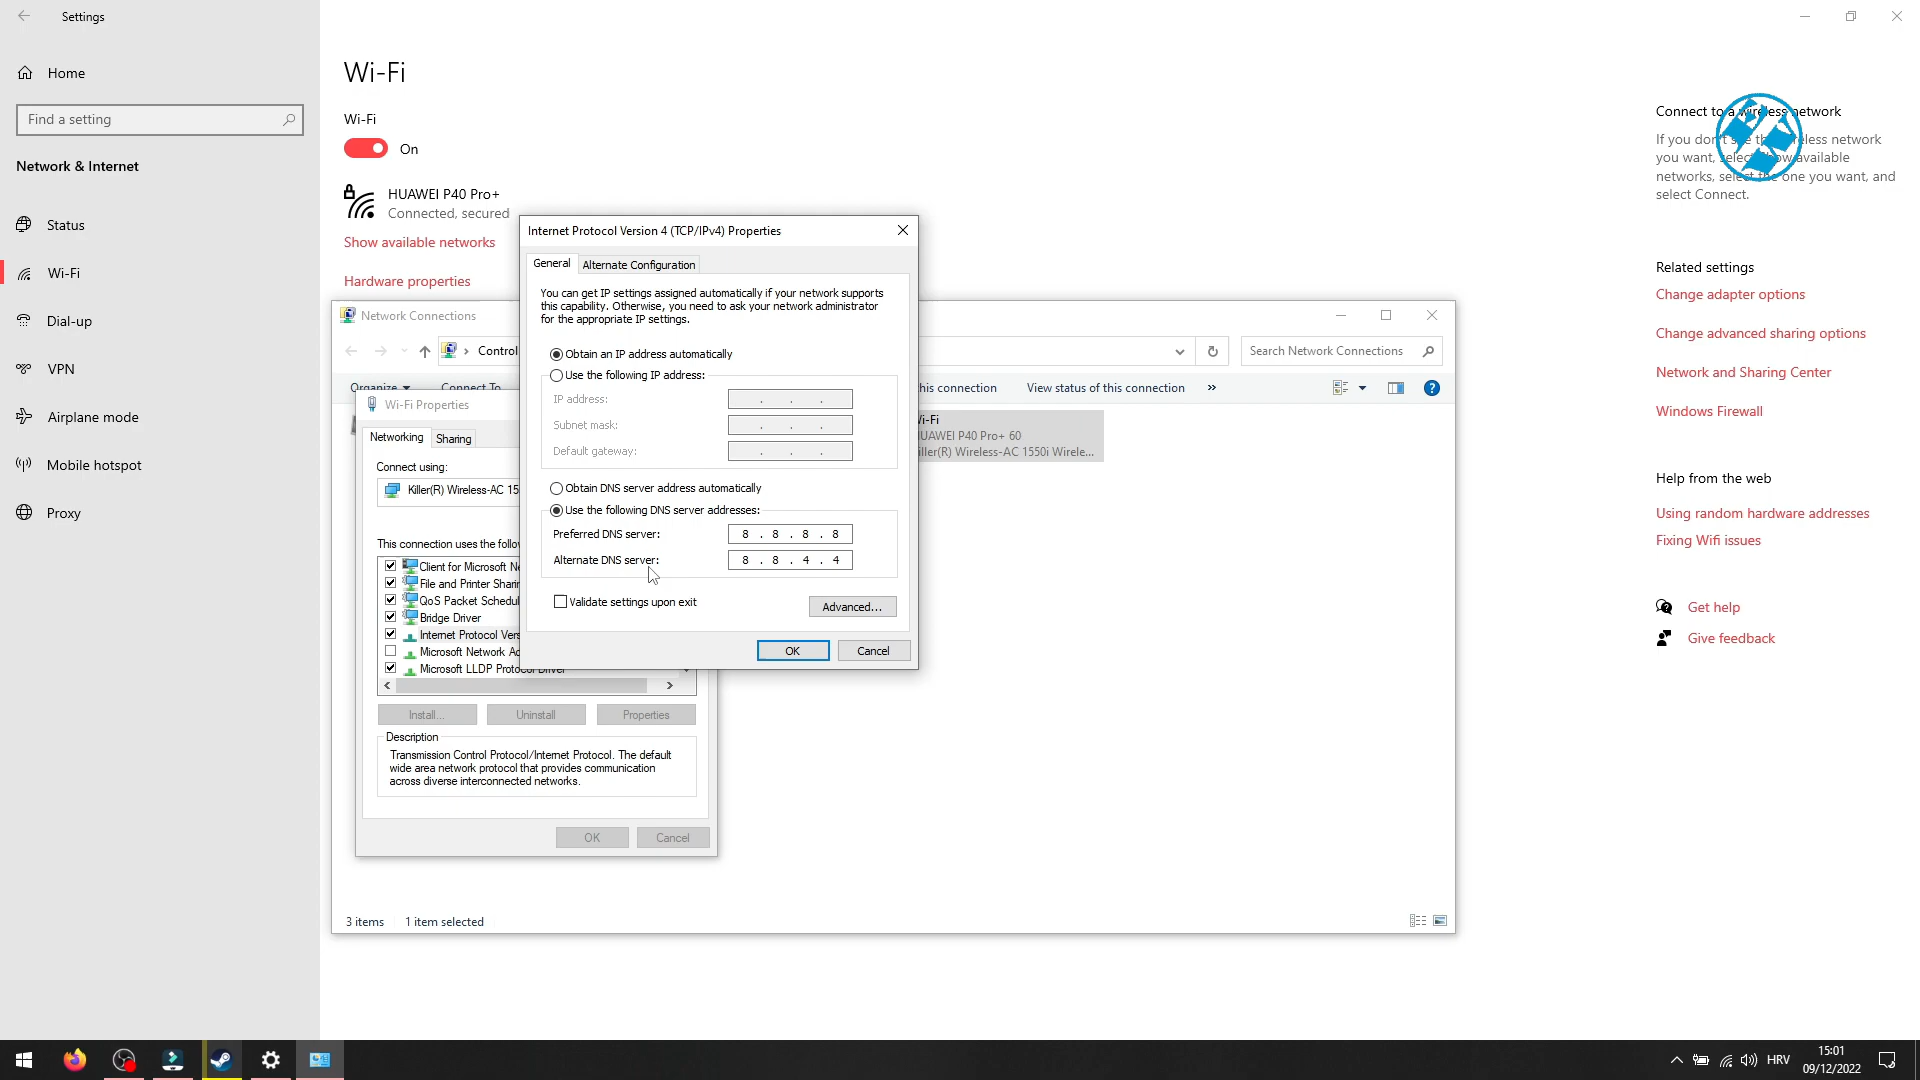 Settings
Home
Find a setting
Network & Internet
Status
Wi-Fi
Dial-up
VPN
Airplane mode
Mobile hotspot
Proxy
Wi-Fi
Wi-Fi
On
HUAWEI P40 Pro+
Connected, secured
Show available networks
Hardware properties
Network Connections
Control
Search Network Connections
Organize
Connect To
his connection
View status of this connection
»
Wi-Fi
HUAWEI P40 Pro+ 60
Killer(R) Wireless-AC 1550i Wirele...
Wi-Fi Properties
Networking
Sharing
Connect using:
Killer(R) Wireless-AC 15
This connection uses the follo
Client for Microsoft Ne
File and Printer Sharin
QoS Packet Schedul
Bridge Driver
Internet Protocol Vers
Microsoft Network Ad
Microsoft LLDP Protocol Driver
Install...
Uninstall
Properties
Description
Transmission Control Protocol/Internet Protocol. The default
wide area network protocol that provides communication
across diverse interconnected networks.
OK
Cancel
3 items
1 item selected
Internet Protocol Version 4 (TCP/IPv4) Properties
General
Alternate Configuration
You can get IP settings assigned automatically if your network supports
this capability. Otherwise, you need to ask your network administrator
for the appropriate IP settings.
Obtain an IP address automatically
Use the following IP address:
IP address:
. . .
Subnet mask:
. . .
Default gateway:
. . .
Obtain DNS server address automatically
Use the following DNS server addresses:
Preferred DNS server:
8 . 8 . 8 . 8
Alternate DNS server:
8 . 8 . 4 . 4
Validate settings upon exit
Advanced...
OK
Cancel
Connect to a wireless network
If you don't see the wireless network
you want, select Show available
networks, select the one you want, and
select Connect.
Related settings
Change adapter options
Change advanced sharing options
Network and Sharing Center
Windows Firewall
Help from the web
Using random hardware addresses
Fixing Wifi issues
Get help
Give feedback
HRV
15:01
09/12/2022